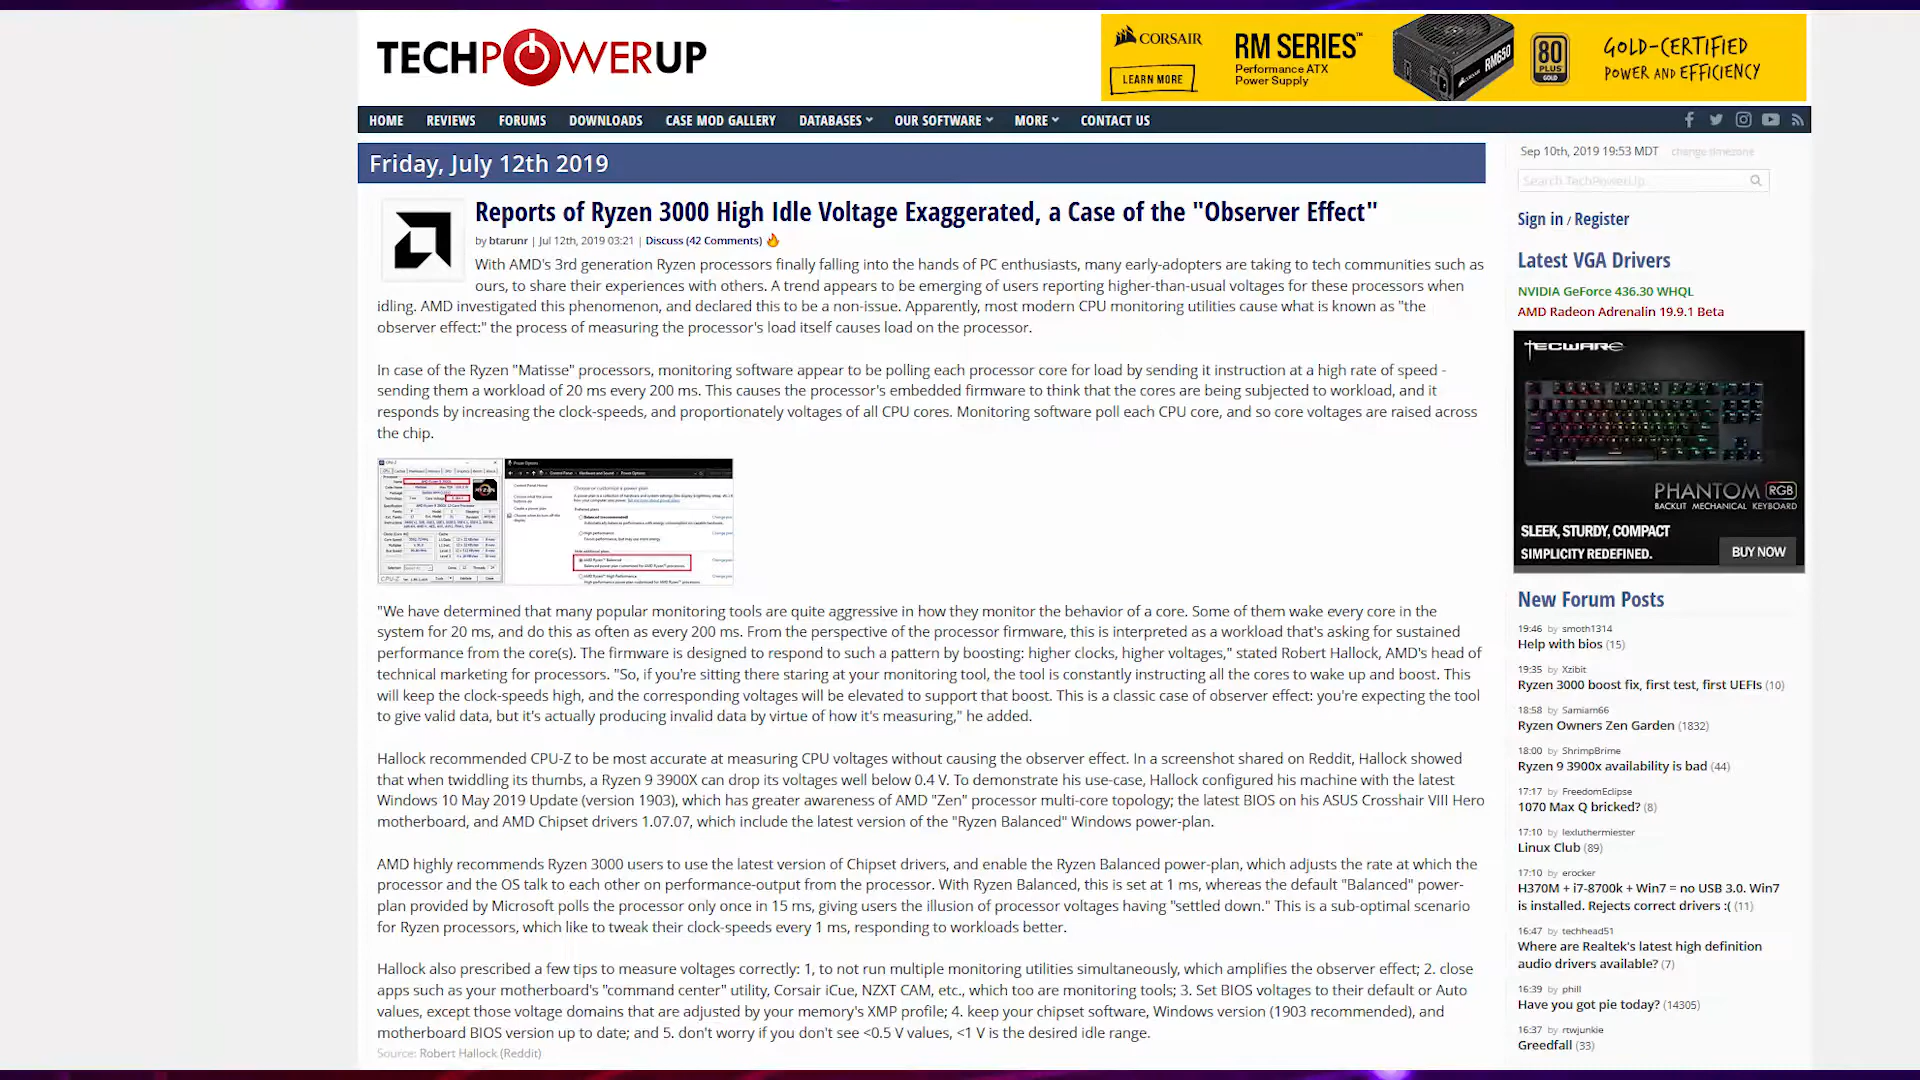 TECHPOWERUP
CORSAIR
LEARN MORE
RM SERIES™
Performance ATX
Power Supply
RM650
80
PLUS
GOLD
GOLD-CERTIFIED
POWER AND EFFICIENCY
HOME REVIEWS FORUMS DOWNLOADS CASE MOD GALLERY DATABASES OUR SOFTWARE MORE CONTACT US
Friday, July 12th 2019
Reports of Ryzen 3000 High Idle Voltage Exaggerated, a Case of the "Observer Effect"
by btarunr | Jul 12th, 2019 03:21 | Discuss (42 Comments)
With AMD's 3rd generation Ryzen processors finally falling into the hands of PC enthusiasts, many early-adopters are taking to tech communities such as
ours, to share their experiences with others. A trend appears to be emerging of users reporting higher-than-usual voltages for these processors when
idling. AMD investigated this phenomenon, and declared this to be a non-issue. Apparently, most modern CPU monitoring utilities cause what is known as "the
observer effect:" the process of measuring the processor's load itself causes load on the processor.
In case of the Ryzen "Matisse" processors, monitoring software appear to be polling each processor core for load by sending it instruction at a high rate of speed -
sending them a workload of 20 ms every 200 ms. This causes the processor's embedded firmware to think that the cores are being subjected to workload, and it
responds by increasing the clock-speeds, and proportionately voltages of all CPU cores. Monitoring software poll each CPU core, and so core voltages are raised across
the chip.
"We have determined that many popular monitoring tools are quite aggressive in how they monitor the behavior of a core. Some of them wake every core in the
system for 20 ms, and do this as often as every 200 ms. From the perspective of the processor firmware, this is interpreted as a workload that's asking for sustained
performance from the core(s). The firmware is designed to respond to such a pattern by boosting: higher clocks, higher voltages," stated Robert Hallock, AMD's head of
technical marketing for processors. "So, if you're sitting there staring at your monitoring tool, the tool is constantly instructing all the cores to wake up and boost. This
will keep the clock-speeds high, and the corresponding voltages will be elevated to support that boost. This is a classic case of observer effect: you're expecting the tool
to give valid data, but it's actually producing invalid data by virtue of how it's measuring," he added.
Hallock recommended CPU-Z to be most accurate at measuring CPU voltages without causing the observer effect. In a screenshot shared on Reddit, Hallock showed
that when twiddling its thumbs, a Ryzen 9 3900X can drop its voltages well below 0.4 V. To demonstrate his use-case, Hallock configured his machine with the latest
Windows 10 May 2019 Update (version 1903), which has greater awareness of AMD "Zen" processor multi-core topology; the latest BIOS on his ASUS Crosshair VIII Hero
motherboard, and AMD Chipset drivers 1.07.07, which include the latest version of the "Ryzen Balanced" Windows power-plan.
AMD highly recommends Ryzen 3000 users to use the latest version of Chipset drivers, and enable the Ryzen Balanced power-plan, which adjusts the rate at which the
processor and the OS talk to each other on performance-output from the processor. With Ryzen Balanced, this is set at 1 ms, whereas the default "Balanced" power-
plan provided by Microsoft polls the processor only once in 15 ms, giving users the illusion of processor voltages having "settled down." This is a sub-optimal scenario
for Ryzen processors, which like to tweak their clock-speeds every 1 ms, responding to workloads better.
Hallock also prescribed a few tips to measure voltages correctly: 1, to not run multiple monitoring utilities simultaneously, which amplifies the observer effect; 2. close
apps such as your motherboard's "command center" utility, Corsair iCue, NZXT CAM, etc., which too are monitoring tools; 3. Set BIOS voltages to their default or Auto
values, except those voltage domains that are adjusted by your memory's XMP profile; 4. keep your chipset software, Windows version (1903 recommended), and
motherboard BIOS version up to date; and 5. don't worry if you don't see <0.5 V values, <1 V is the desired idle range.
Source: Robert Hallock (Reddit)
Sep 10th, 2019 19:53 MDT change timezone
Search TechPowerUp...
Sign in / Register
Latest VGA Drivers
NVIDIA GeForce 436.30 WHQL
AMD Radeon Adrenalin 19.9.1 Beta
TECWARE
PHANTOM RGB
BACKLIT MECHANICAL KEYBOARD
SLEEK, STURDY, COMPACT
SIMPLICITY REDEFINED.
BUY NOW
New Forum Posts
19:46 by smoth1314
Help with bios (15)
19:35 by Xzibit
Ryzen 3000 boost fix, first test, first UEFIs (10)
18:58 by Samiam66
Ryzen Owners Zen Garden (1832)
18:00 by ShrimpBrime
Ryzen 9 3900x availability is bad (44)
17:17 by FreedomEclipse
1070 Max Q bricked? (8)
17:10 by lexluthermiester
Linux Club (89)
17:10 by erocker
H370M + i7-8700k + Win7 = no USB 3.0. Win7
is installed. Rejects correct drivers :( (11)
16:47 by techhead51
Where are Realtek's latest high definition
audio drivers available? (7)
16:39 by phill
Have you got pie today? (14305)
16:37 by rtwjunkie
Greedfall (33)